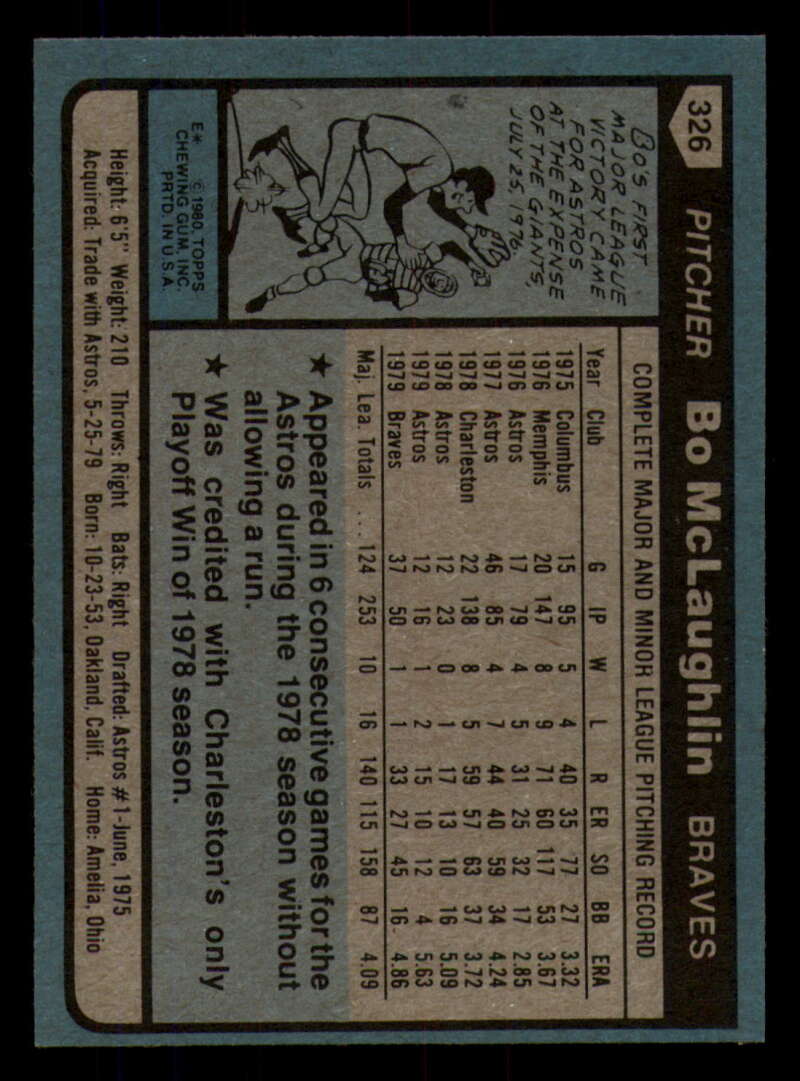 326 PITCHER Bo McLaughlin BRAVES
COMPLETE MAJOR AND MINOR LEAGUE PITCHING RECORD
Year Club G IP W L R ER SO BB ERA
1975 Columbus 15 95 5 4 40 35 77 27 3.32
1976 Memphis 20 147 8 9 71 60 117 53 3.67
1976 Astros 17 79 4 5 31 25 32 17 2.85
1977 Astros 46 85 4 7 44 40 59 34 4.24
1978 Charleston 22 138 8 5 59 57 63 37 3.72
1978 Astros 12 23 0 1 17 13 10 16 5.09
1979 Astros 12 16 1 2 15 10 12 4 5.63
1979 Braves 37 50 1 1 33 27 45 16. 4.86
Maj. Lea. Totals ... 124 253 10 16 140 115 158 87 4.09
BO'S FIRST
MAJOR LEAGUE
VICTORY CAME
FOR ASTROS
AT THE EXPENSE
OF THE GIANTS,
JULY 25, 1976
★ Appeared in 6 consecutive games for the
Astros during the 1978 season without
allowing a run.
★ Was credited with Charleston's only
Playoff Win of 1978 season.
E* © 1980, TOPPS
CHEWING GUM, INC.
PRTD. IN U.S.A.
Height: 6'5" Weight: 210 Throws: Right Bats: Right Drafted: Astros #1-June, 1975
Acquired: Trade with Astros, 5-25-79 Born: 10-23-53, Oakland, Calif. Home: Amelia, Ohio